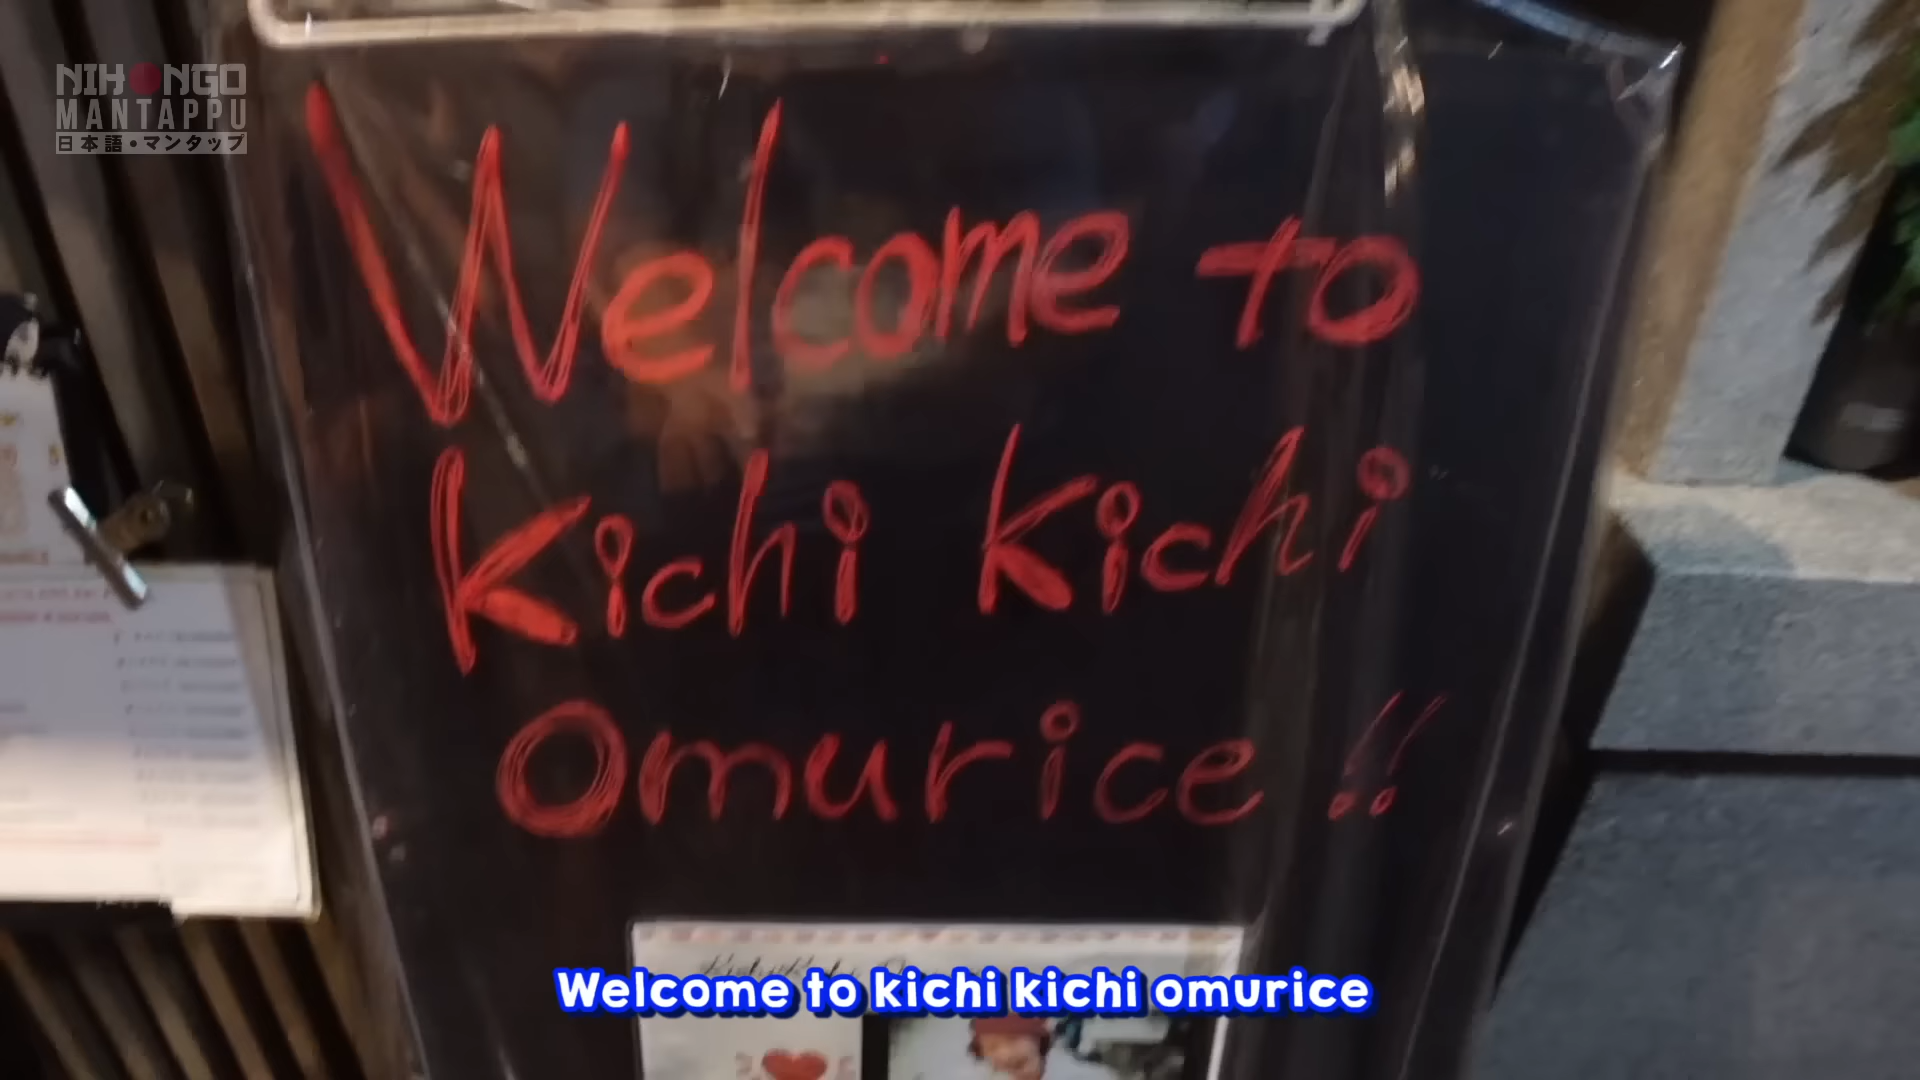 NIHONGO
MANTAPPU
日本語・マンタップ
Welcome to
Kichi Kichi
Omurice !!
Welcome to kichi kichi omurice